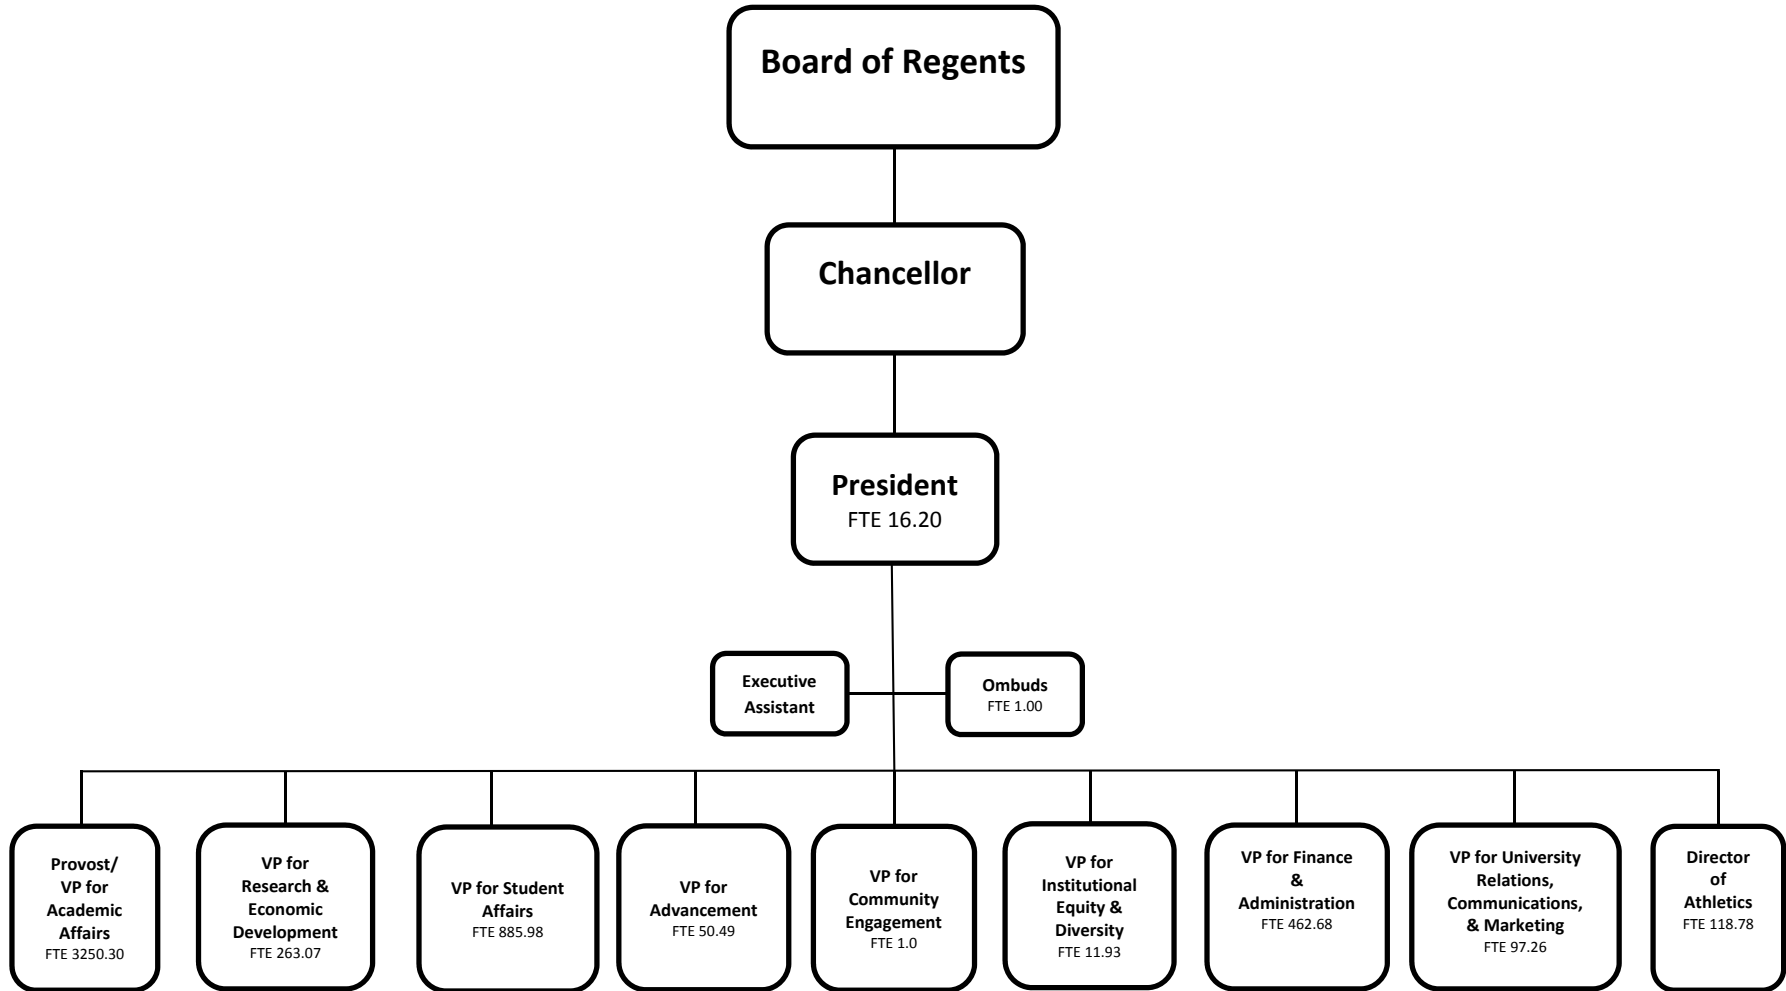 Board of Regents
Chancellor
President
FTE 16.20
Executive
Assistant
Ombuds
FTE 1.00
Provost/
VP for
Academic
Affairs
FTE 3250.30
VP for
Research &
Economic
Development
FTE 263.07
VP for Student
Affairs
FTE 885.98
VP for
Advancement
FTE 50.49
VP for
Community
Engagement
FTE 1.0
VP for
Institutional
Equity &
Diversity
FTE 11.93
VP for Finance
&
Administration
FTE 462.68
VP for University
Relations,
Communications,
& Marketing
FTE 97.26
Director
of
Athletics
FTE 118.78